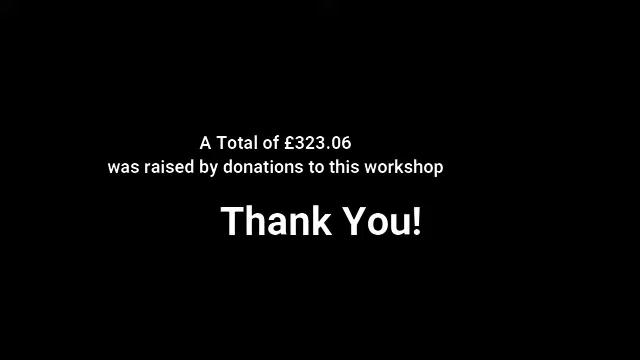 A Total of £323.06
was raised by donations to this workshop
Thank You!